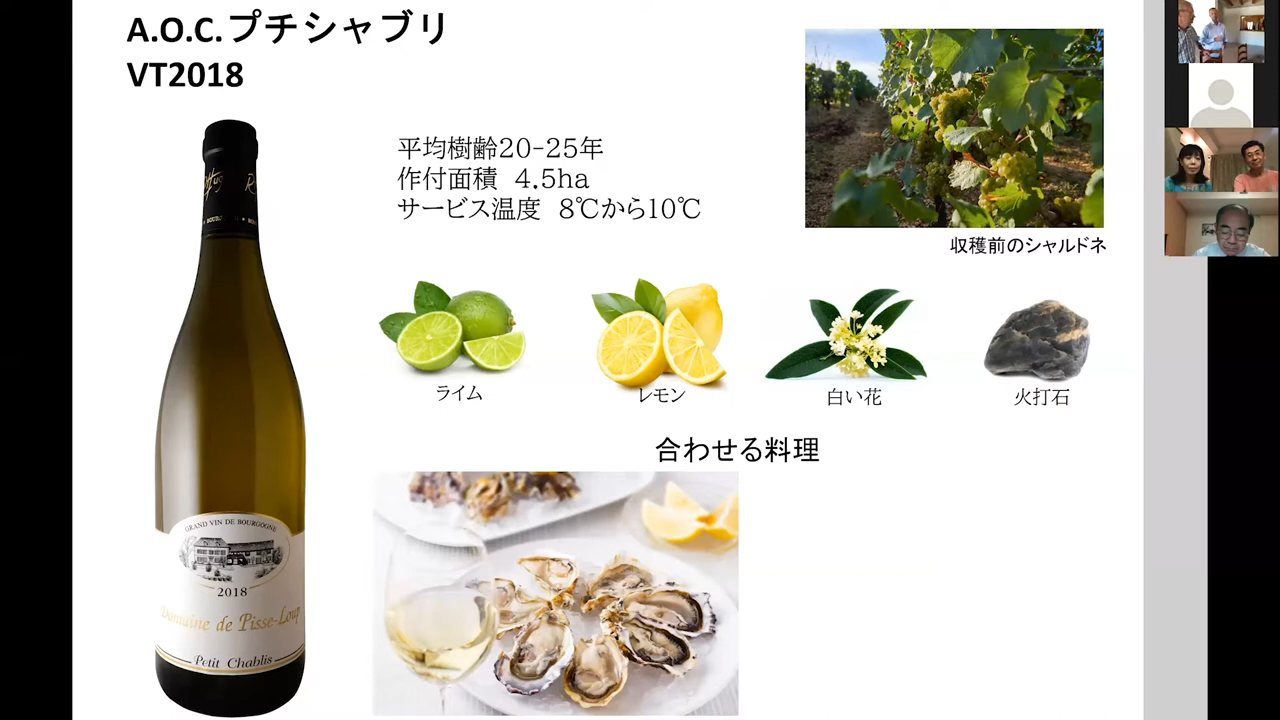 A.O.C.プチシャブリ
VT2018
平均樹齢20-25年
作付面積 4.5ha
サービス温度 8℃から10℃
収穫前のシャルドネ
ライム
レモン
白い花
火打石
合わせる料理
GRAND VIN DE BOURGOGNE
2018
Domaine de Pisse-Loup
Petit Chablis